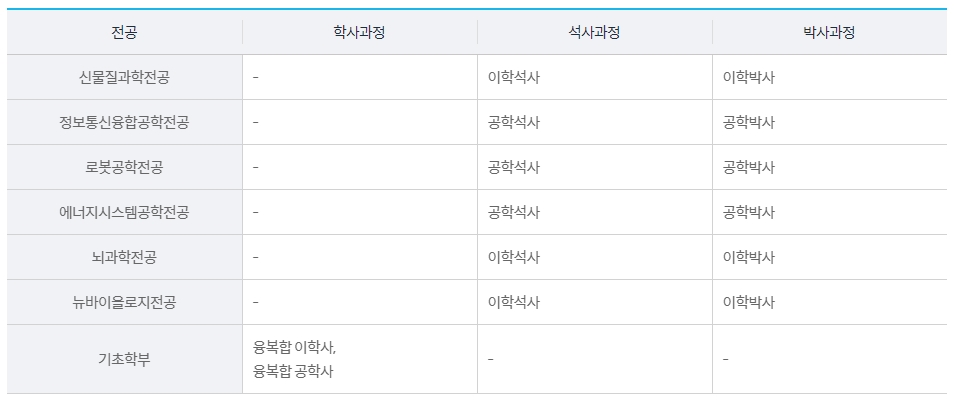 전공 학사과정 석사과정 박사과정
신물질과학전공 - 이학석사 이학박사
정보통신융합공학전공 - 공학석사 공학박사
로봇공학전공 - 공학석사 공학박사
에너지시스템공학전공 - 공학석사 공학박사
뇌과학전공 - 이학석사 이학박사
뉴바이올로지전공 - 이학석사 이학박사
기초학부 융복합 이학사, - -
융복합 공학사